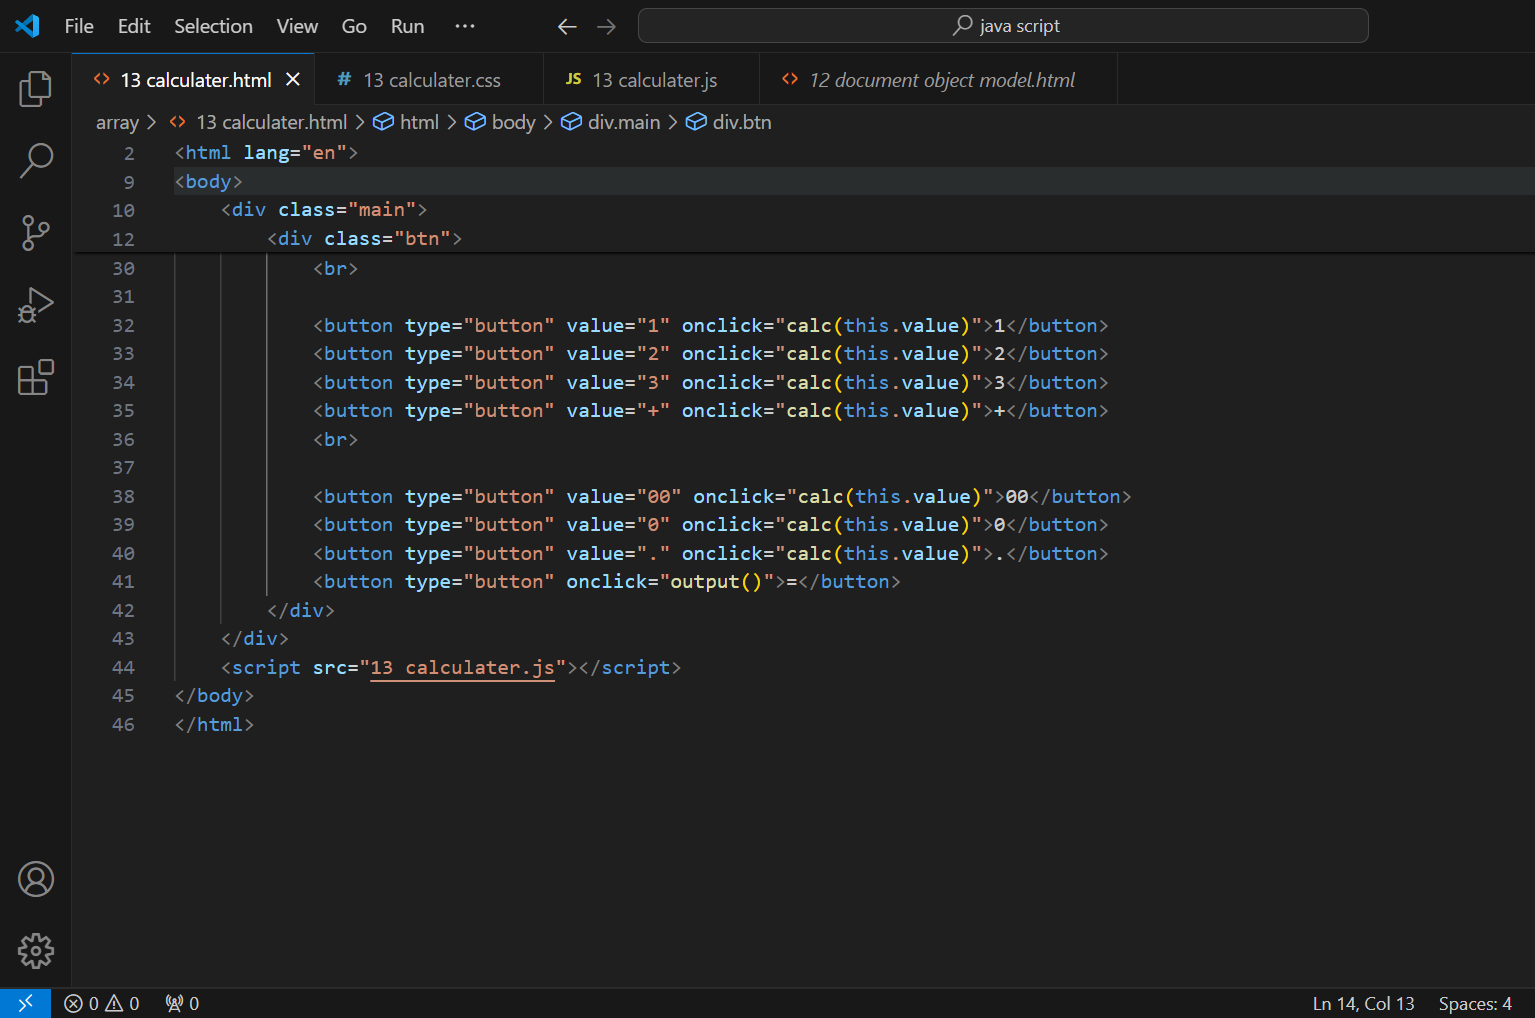 File Edit Selection View Go Run ··· ← → java script
<> 13 calculater.html × # 13 calculater.css JS 13 calculater.js <> 12 document object model.html
array > <> 13 calculater.html > html > body > div.main > div.btn
2 <html lang="en">
9 <body>
10 <div class="main">
12 <div class="btn">
30 <br>
31
32 <button type="button" value="1" onclick="calc(this.value)">1</button>
33 <button type="button" value="2" onclick="calc(this.value)">2</button>
34 <button type="button" value="3" onclick="calc(this.value)">3</button>
35 <button type="button" value="+" onclick="calc(this.value)">+</button>
36 <br>
37
38 <button type="button" value="00" onclick="calc(this.value)">00</button>
39 <button type="button" value="0" onclick="calc(this.value)">0</button>
40 <button type="button" value="." onclick="calc(this.value)">.</button>
41 <button type="button" onclick="output()">=</button>
42 </div>
43 </div>
44 <script src="13 calculater.js"></script>
45 </body>
46 </html>
0 0 0 Ln 14, Col 13 Spaces: 4